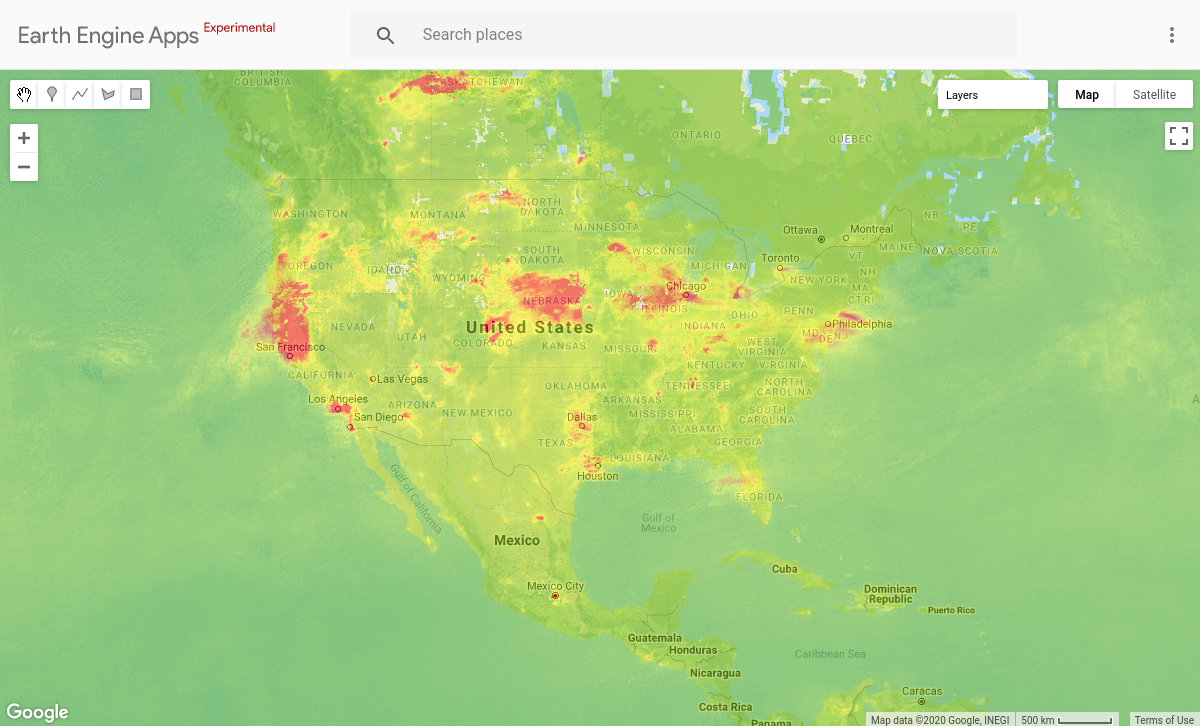 Earth Engine Apps Experimental
Search places
Layers
Map
Satellite
BRITISH
COLUMBIA
SASKATCHEWAN
ONTARIO
QUEBEC
WASHINGTON
MONTANA
NORTH
DAKOTA
MINNESOTA
Ottawa
Montreal
NB
PE
MAINE
NOVA SCOTIA
OREGON
IDAHO
WYOMING
SOUTH
DAKOTA
WISCONSIN
MICHIGAN
Toronto
VT
NH
NEW YORK
MA
CT RI
NEBRASKA
IOWA
Chicago
ILLINOIS
INDIANA
OHIO
PENN
Philadelphia
MD
DE
NJ
NEVADA
UTAH
United States
COLORADO
KANSAS
MISSOURI
WEST
VIRGINIA
KENTUCKY
VIRGINIA
San Francisco
CALIFORNIA
Las Vegas
OKLAHOMA
TENNESSEE
NORTH
CAROLINA
Los Angeles
ARIZONA
NEW MEXICO
ARKANSAS
San Diego
Dallas
MISSISSIPPI
SOUTH
CAROLINA
ALABAMA
TEXAS
GEORGIA
LOUISIANA
Houston
Gulf of California
FLORIDA
Gulf of
Mexico
Mexico
Cuba
Mexico City
Dominican
Republic
Puerto Rico
Guatemala
Honduras
Caribbean Sea
Nicaragua
Caracas
Costa Rica
Panama
Google
Map data ©2020 Google, INEGI
500 km
Terms of Use